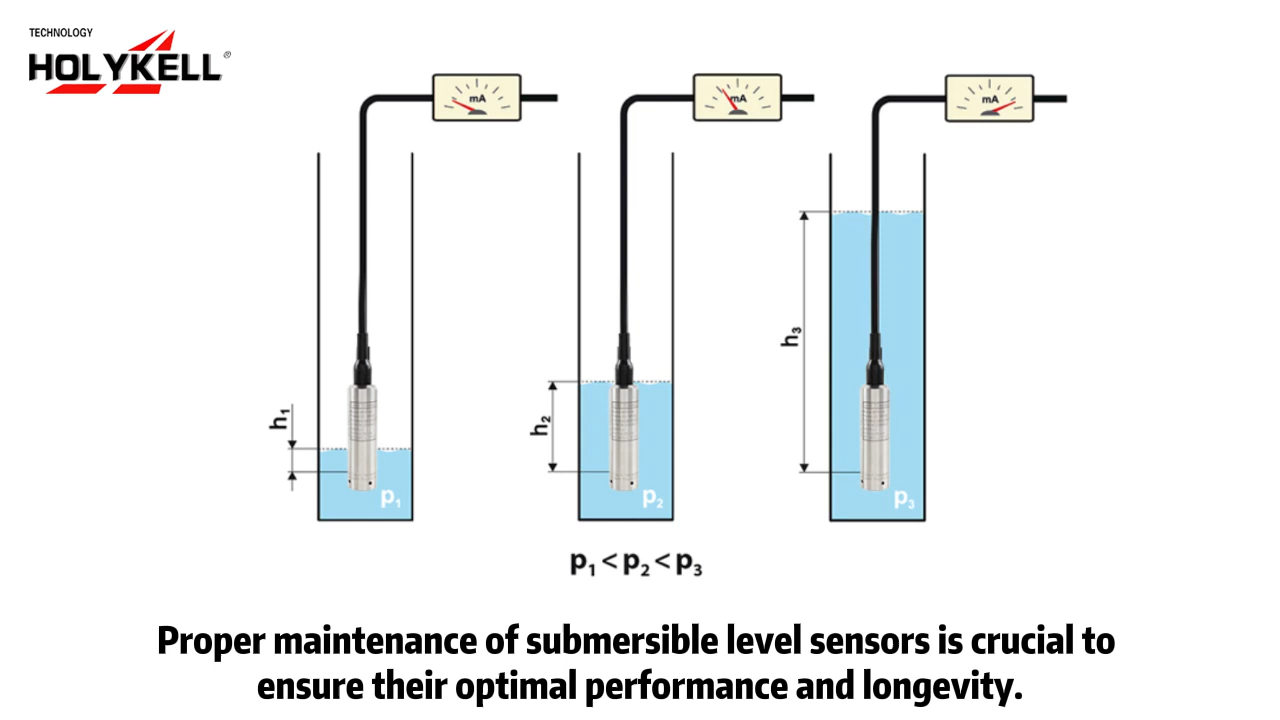 TECHNOLOGY
HOLYKELL®
mA
mA
mA
h₁
h₂
h₃
p₁
p₂
p₃
p₁ < p₂ < p₃
Proper maintenance of submersible level sensors is crucial to
ensure their optimal performance and longevity.